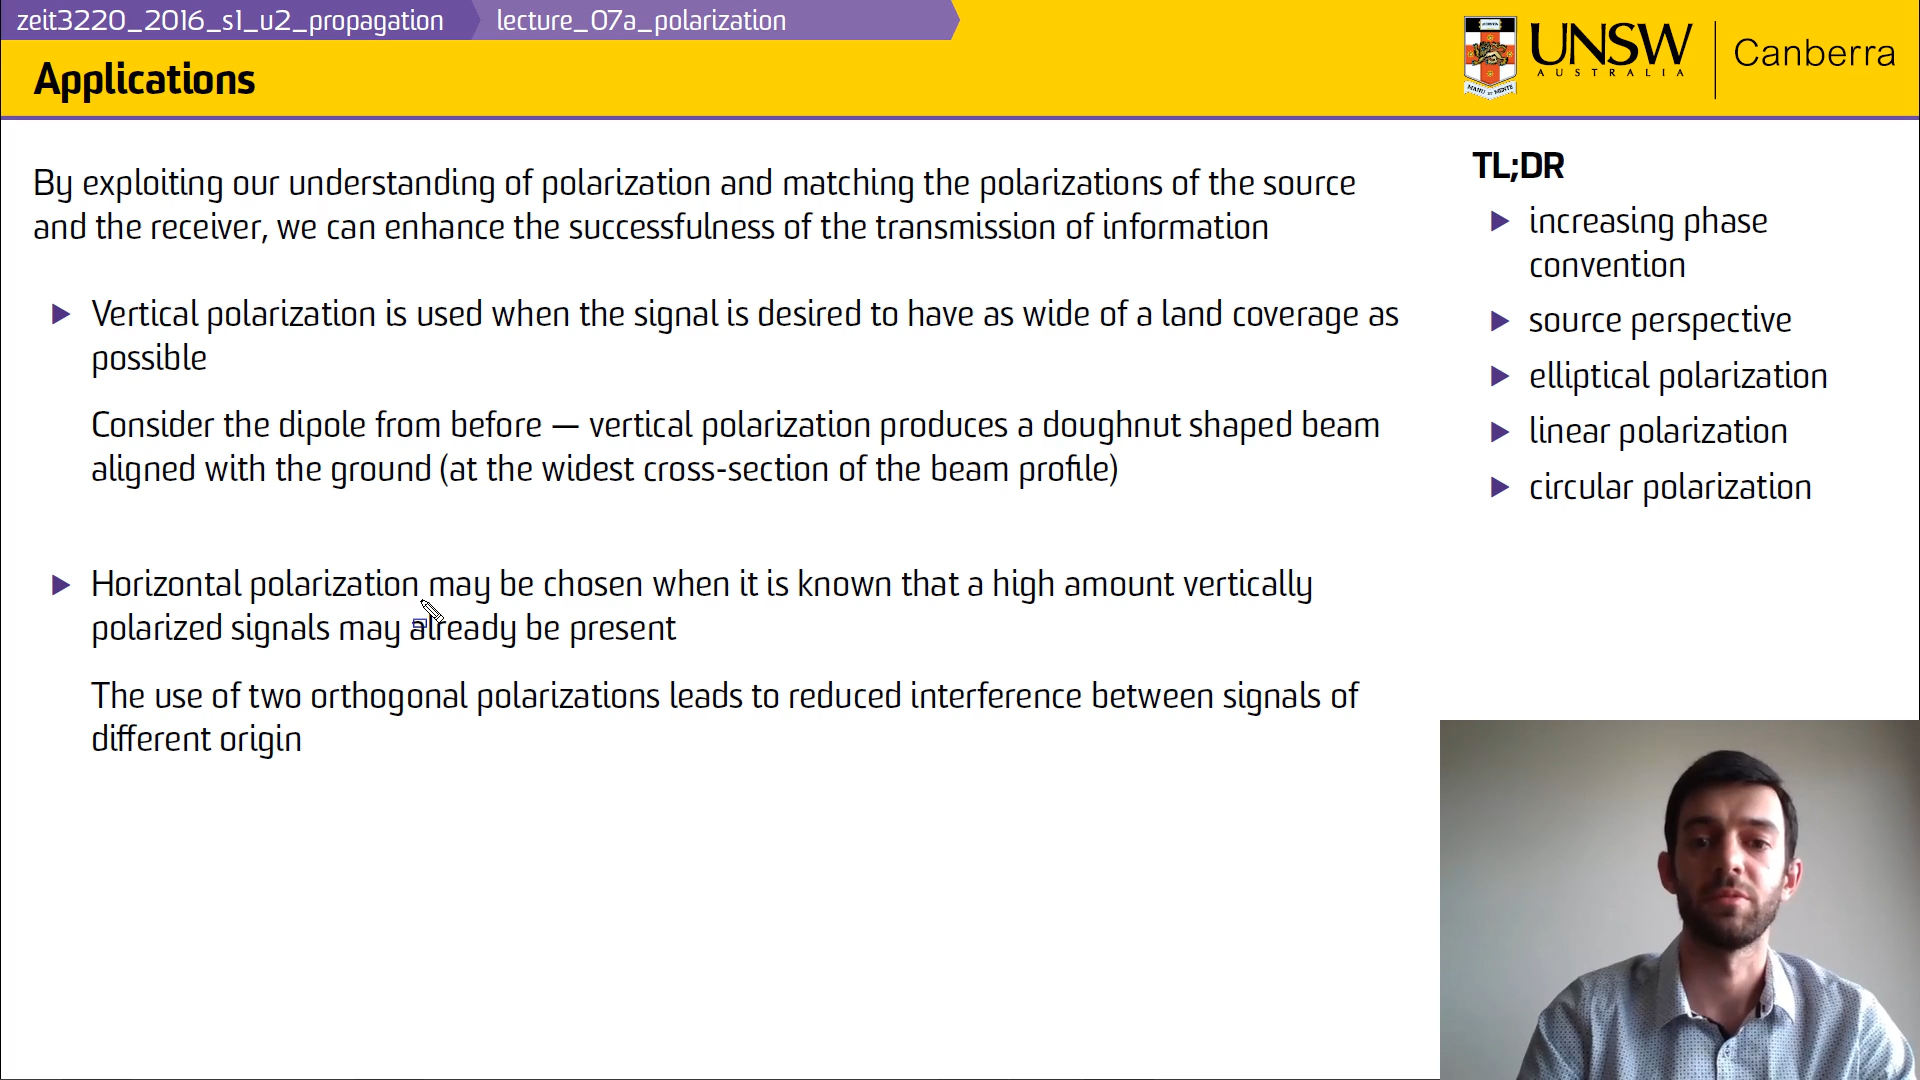 zeit3220_2016_s1_u2_propagation
lecture_07a_polarization
Applications
UNSW
AUSTRALIA
Canberra
MANU ET MENTE
By exploiting our understanding of polarization and matching the polarizations of the source
and the receiver, we can enhance the successfulness of the transmission of information
Vertical polarization is used when the signal is desired to have as wide of a land coverage as
possible
Consider the dipole from before — vertical polarization produces a doughnut shaped beam
aligned with the ground (at the widest cross-section of the beam profile)
Horizontal polarization may be chosen when it is known that a high amount vertically
polarized signals may already be present
The use of two orthogonal polarizations leads to reduced interference between signals of
different origin
TL;DR
increasing phase
convention
source perspective
elliptical polarization
linear polarization
circular polarization